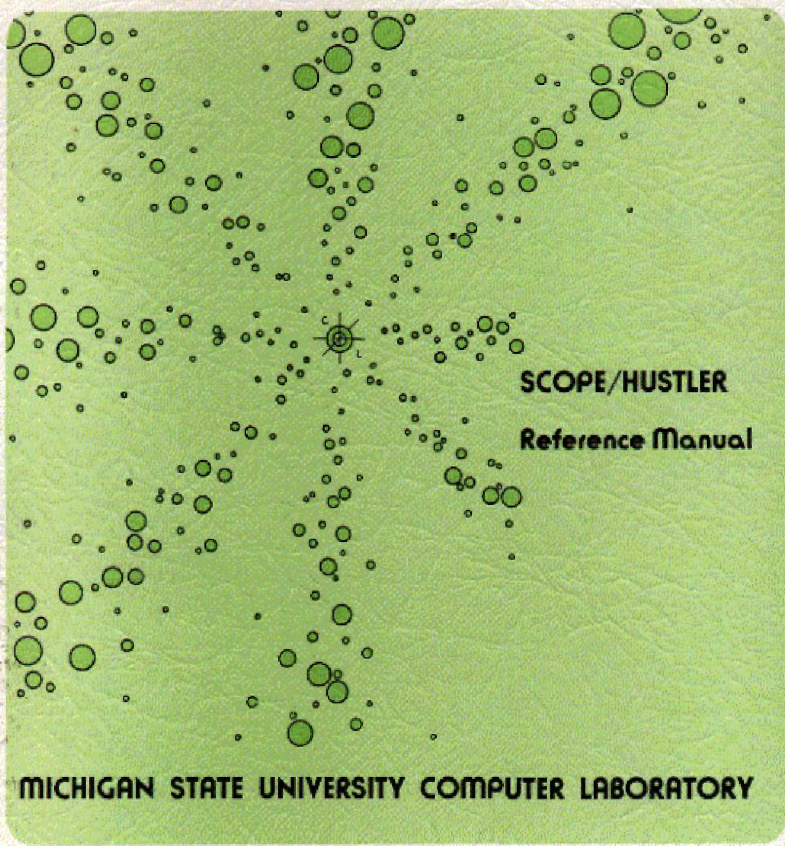 C
L
SCOPE/HUSTLER
Reference Manual
MICHIGAN STATE UNIVERSITY COMPUTER LABORATORY